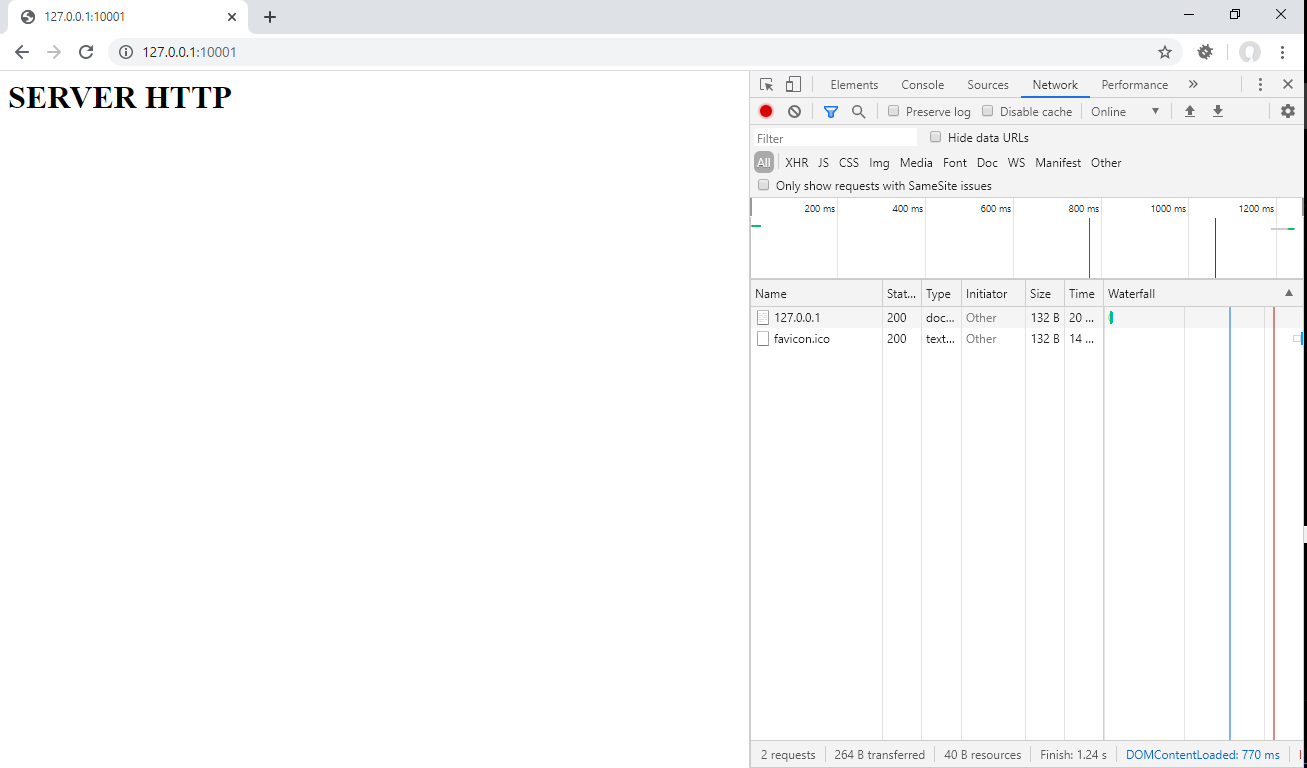 127.0.0.1:10001
127.0.0.1:10001
SERVER HTTP
Elements Console Sources Network Performance »
Preserve log Disable cache Online
Filter Hide data URLs
All XHR JS CSS Img Media Font Doc WS Manifest Other
Only show requests with SameSite issues
200 ms 400 ms 600 ms 800 ms 1000 ms 1200 ms
Name Stat... Type Initiator Size Time Waterfall
127.0.0.1 200 doc... Other 132 B 20 ...
favicon.ico 200 text... Other 132 B 14 ...
2 requests 264 B transferred 40 B resources Finish: 1.24 s DOMContentLoaded: 770 ms